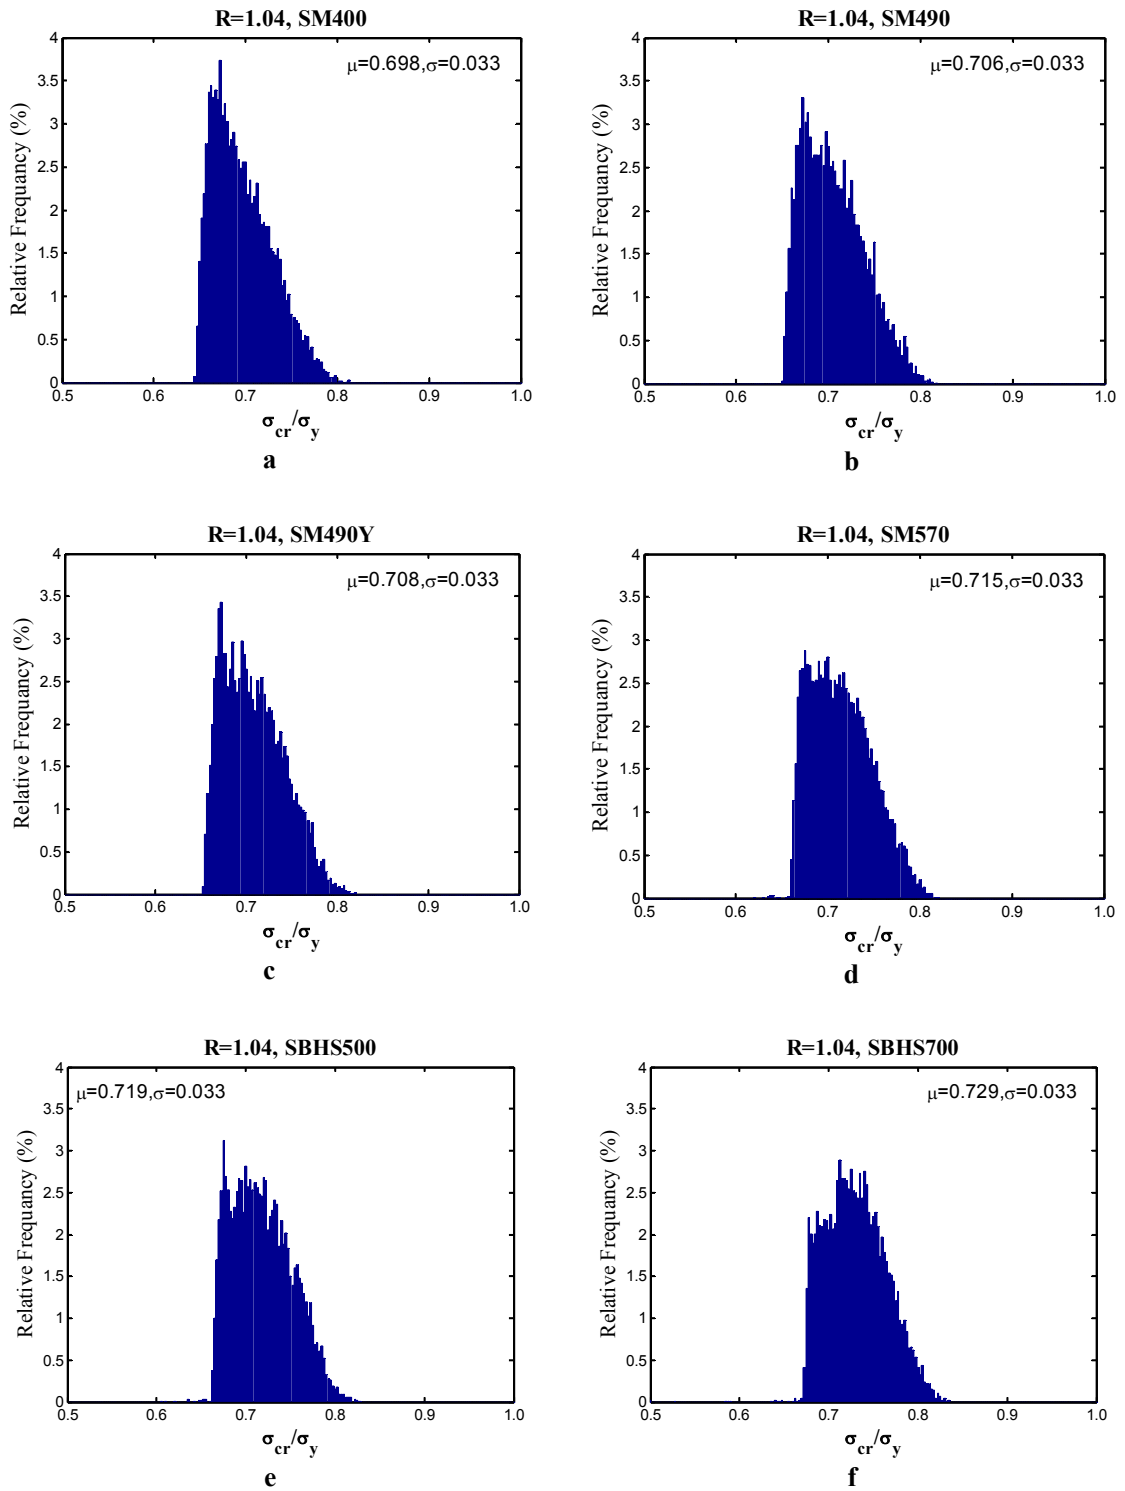 R=1.04, SM400
μ=0.698,σ=0.033
Relative Frequancy (%)
4
3.5
3
2.5
2
1.5
1
0.5
0
0.5 0.6 0.7 0.8 0.9 1.0
σcr/σy
a
R=1.04, SM490
μ=0.706,σ=0.033
Relative Frequancy (%)
4
3.5
3
2.5
2
1.5
1
0.5
0
0.5 0.6 0.7 0.8 0.9 1.0
σcr/σy
b
R=1.04, SM490Y
μ=0.708,σ=0.033
Relative Frequancy (%)
4
3.5
3
2.5
2
1.5
1
0.5
0
0.5 0.6 0.7 0.8 0.9 1.0
σcr/σy
c
R=1.04, SM570
μ=0.715,σ=0.033
Relative Frequancy (%)
4
3.5
3
2.5
2
1.5
1
0.5
0
0.5 0.6 0.7 0.8 0.9 1.0
σcr/σy
d
R=1.04, SBHS500
μ=0.719,σ=0.033
Relative Frequancy (%)
4
3.5
3
2.5
2
1.5
1
0.5
0
0.5 0.6 0.7 0.8 0.9 1.0
σcr/σy
e
R=1.04, SBHS700
μ=0.729,σ=0.033
Relative Frequancy (%)
4
3.5
3
2.5
2
1.5
1
0.5
0
0.5 0.6 0.7 0.8 0.9 1.0
σcr/σy
f